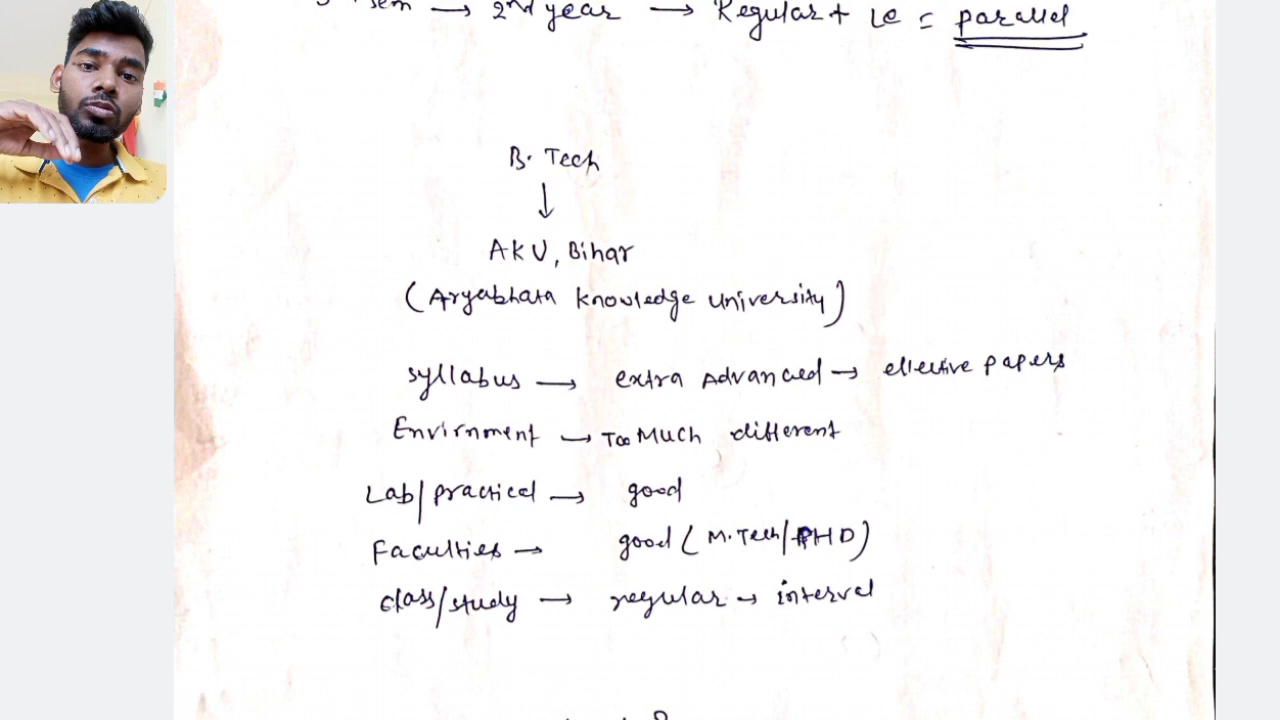 sem → 2nd year → Regular + LE = parallel
B. Tech
↓
AKU, Bihar
(Aryabhata Knowledge University)
syllabus → extra Advanced → elective papers
Envirnment → Too Much different
Lab/practical → good
Faculties → good (M.Tech/PHD)
class/study → regular → interval